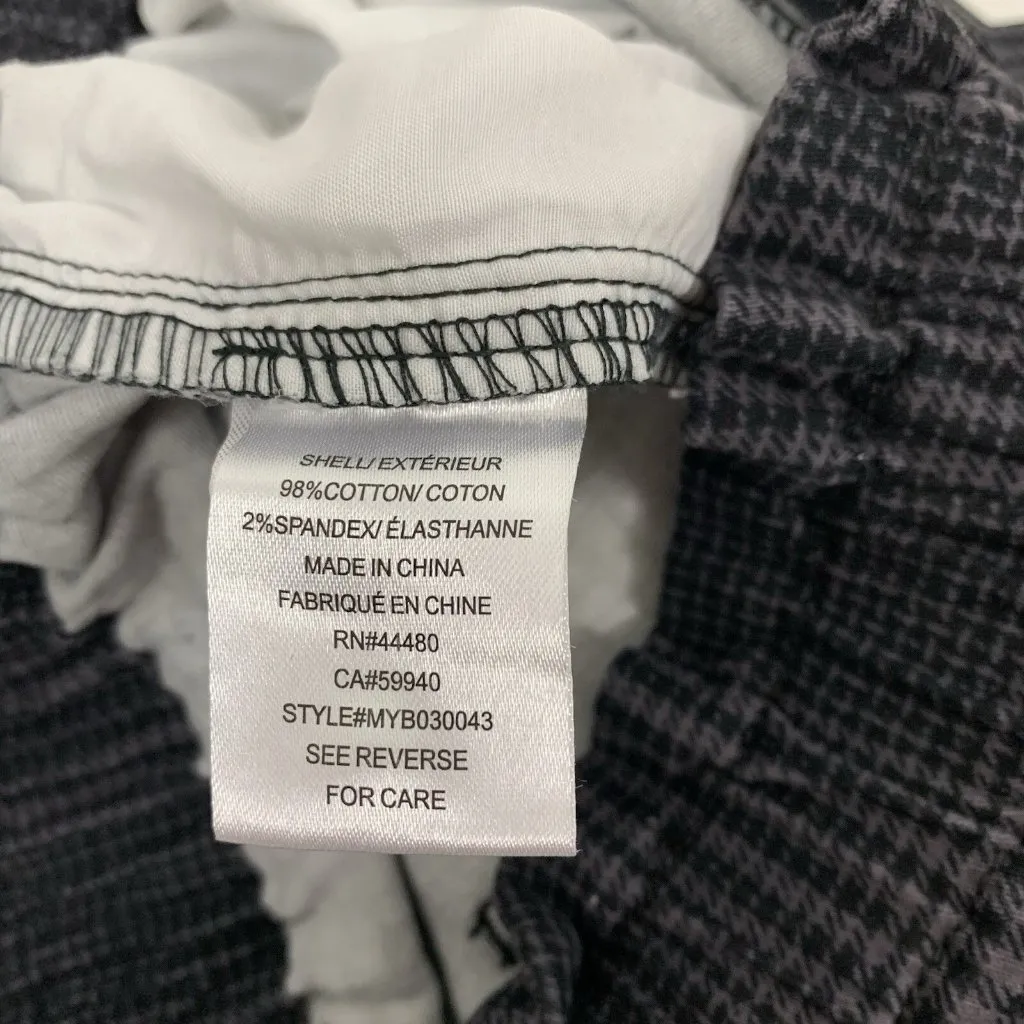 SHELL/ EXTÉRIEUR
98%COTTON/ COTON
2%SPANDEX/ ÉLASTHANNE
MADE IN CHINA
FABRIQUÉ EN CHINE
RN#44480
CA#59940
STYLE#MYB030043
SEE REVERSE
FOR CARE